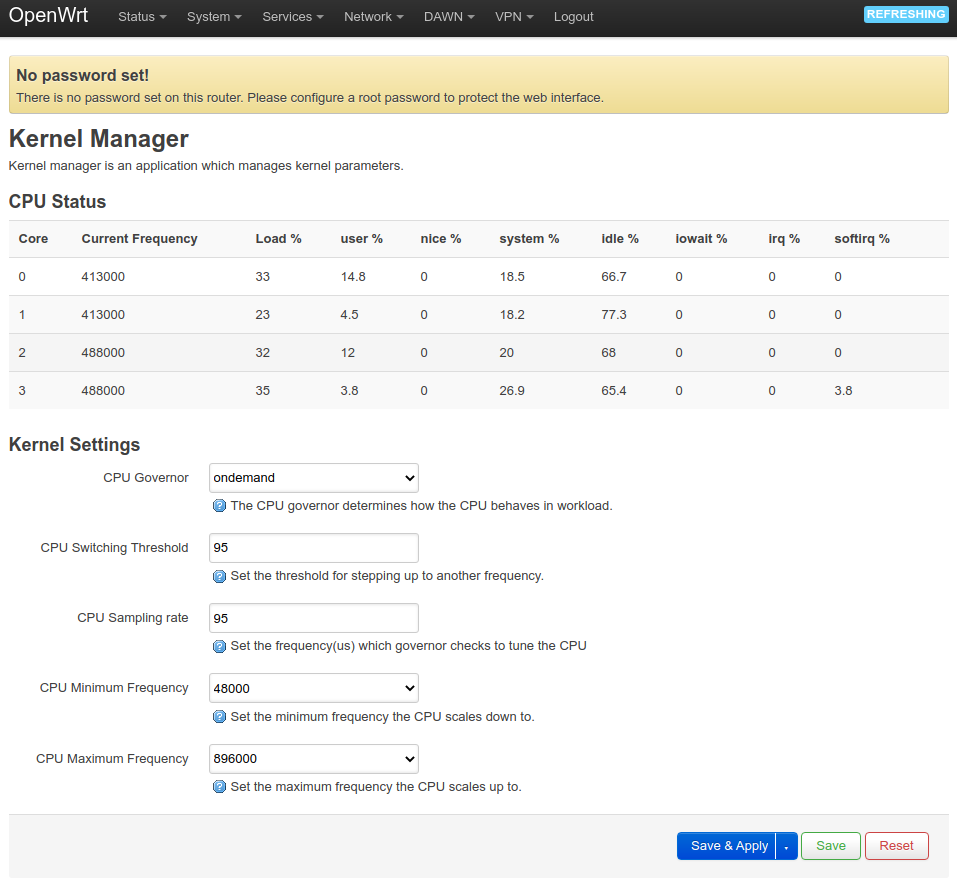 OpenWrt Status System Services Network DAWN VPN Logout REFRESHING
No password set!
There is no password set on this router. Please configure a root password to protect the web interface.
Kernel Manager
Kernel manager is an application which manages kernel parameters.
CPU Status
Core Current Frequency Load % user % nice % system % idle % iowait % irq % softirq %
0 413000 33 14.8 0 18.5 66.7 0 0 0
1 413000 23 4.5 0 18.2 77.3 0 0 0
2 488000 32 12 0 20 68 0 0 0
3 488000 35 3.8 0 26.9 65.4 0 0 3.8
Kernel Settings
CPU Governor ondemand
The CPU governor determines how the CPU behaves in workload.
CPU Switching Threshold 95
Set the threshold for stepping up to another frequency.
CPU Sampling rate 95
Set the frequency(us) which governor checks to tune the CPU
CPU Minimum Frequency 48000
Set the minimum frequency the CPU scales down to.
CPU Maximum Frequency 896000
Set the maximum frequency the CPU scales up to.
Save & Apply Save Reset